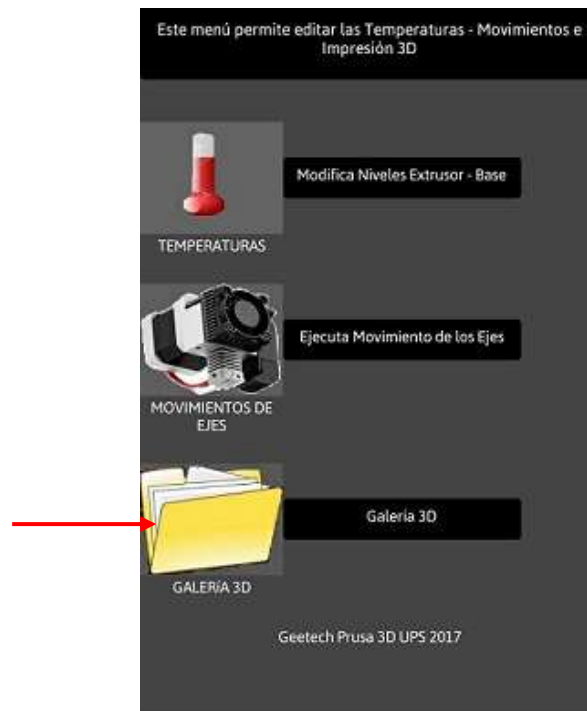 Este menú permite editar las Temperaturas - Movimientos e
Impresión 3D
Modifica Niveles Extrusor - Base
TEMPERATURAS
Ejecuta Movimiento de los Ejes
MOVIMIENTOS DE
EJES
Galeria 3D
GALERÍA 3D
Geetech Prusa 3D UPS 2017